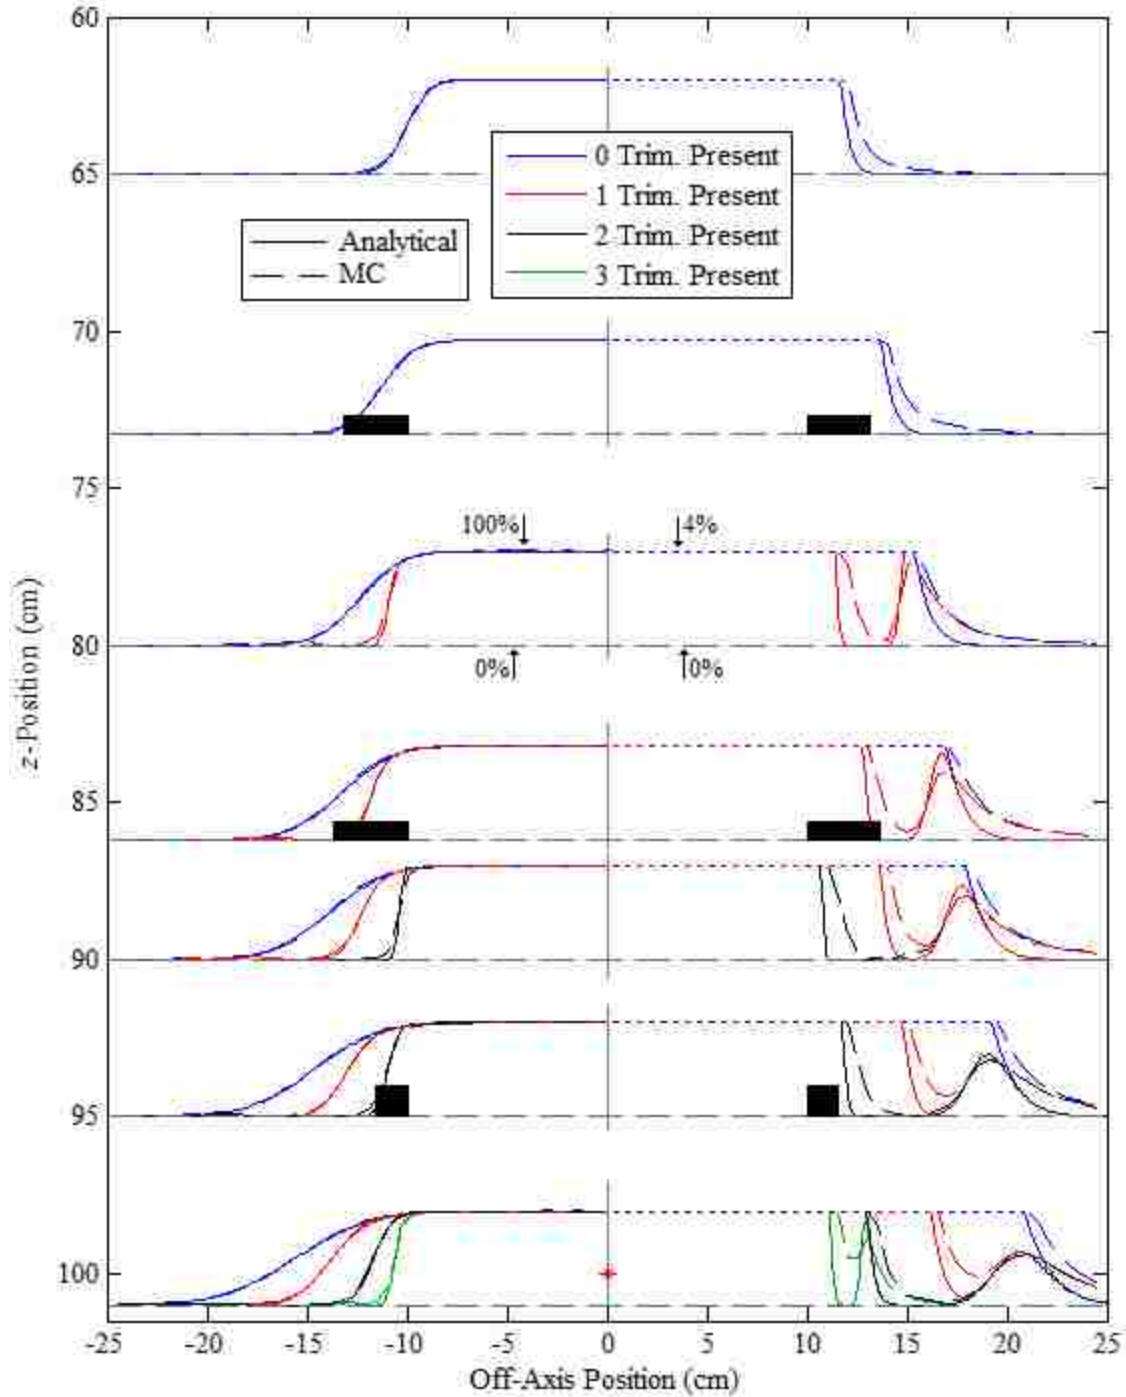 60
65
0 Trim. Present
1 Trim. Present
2 Trim. Present
3 Trim. Present
Analytical
MC
70
75
100%
4%
80
0%
0%
z-Position (cm)
85
90
95
100
-25 -20 -15 -10 -5 0 5 10 15 20 25
Off-Axis Position (cm)